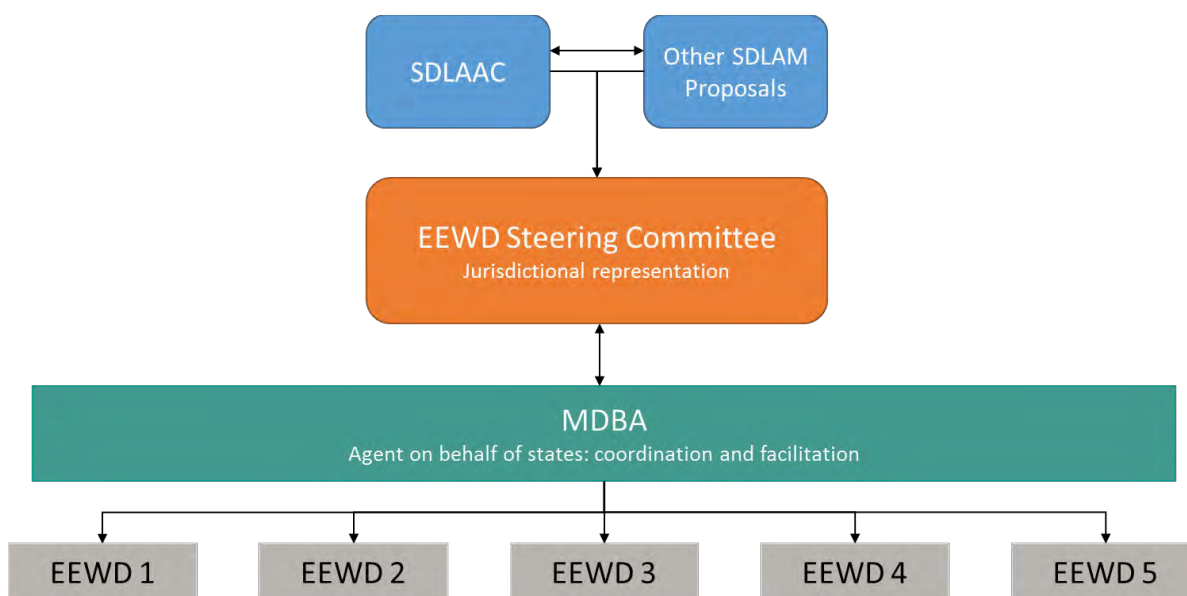 SDLAAC
Other SDLAM
Proposals
EEWD Steering Committee
Jurisdictional representation
MDBA
Agent on behalf of states: coordination and facilitation
EEWD 1
EEWD 2
EEWD 3
EEWD 4
EEWD 5